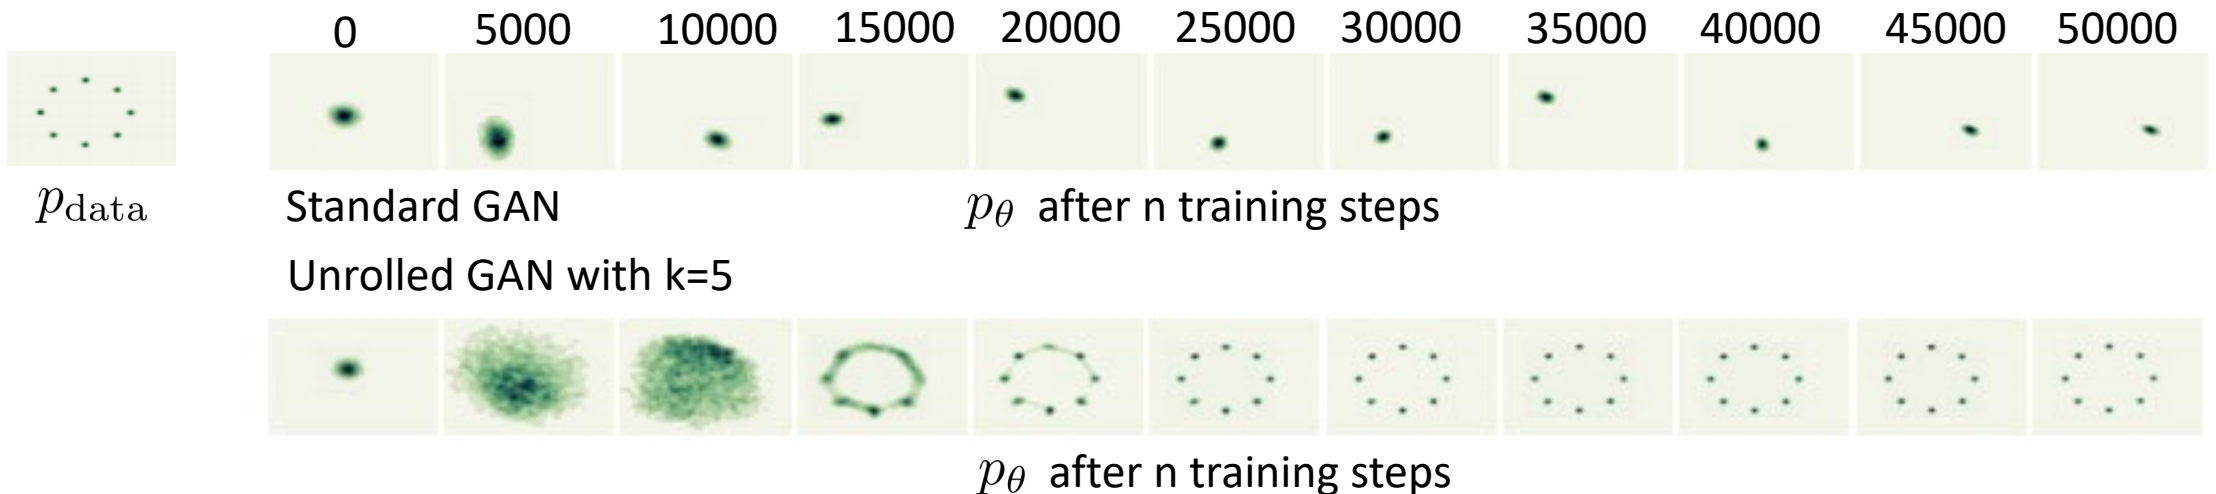 0 5000 10000 15000 20000 25000 30000 35000 40000 45000 50000
p_data
Standard GAN
p_θ after n training steps
Unrolled GAN with k=5
p_θ after n training steps